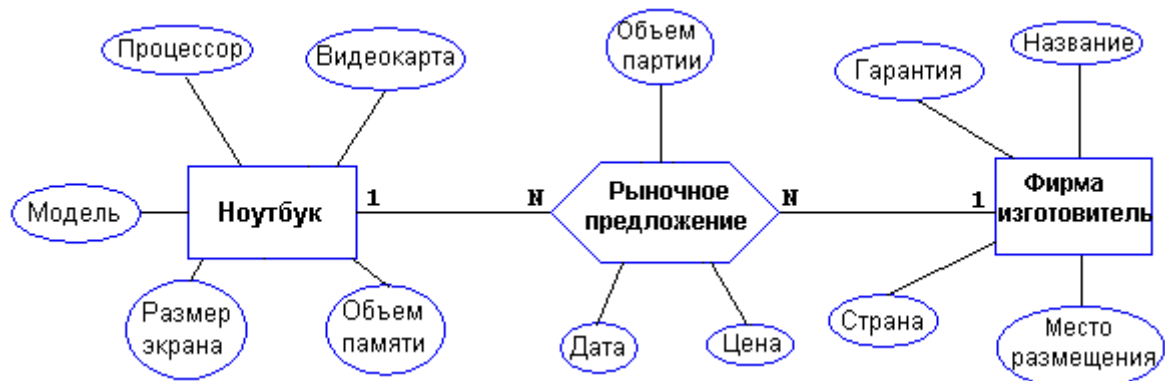 Процессор
Видеокарта
Объем
партии
Гарантия
Название
Модель
Ноутбук
1
N
Рыночное
предложение
N
1
Фирма
изготовитель
Размер
экрана
Объем
памяти
Дата
Цена
Страна
Место
размещения